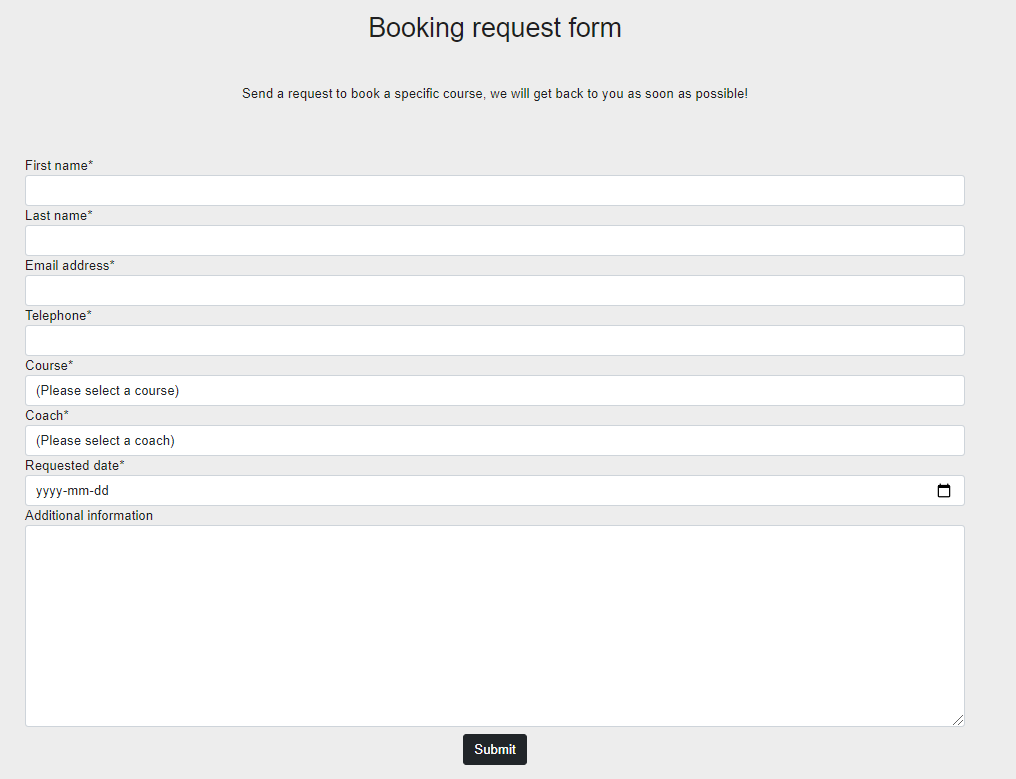 Booking request form
Send a request to book a specific course, we will get back to you as soon as possible!
First name*
Last name*
Email address*
Telephone*
Course*
(Please select a course)
Coach*
(Please select a coach)
Requested date*
yyyy-mm-dd
Additional information
Submit